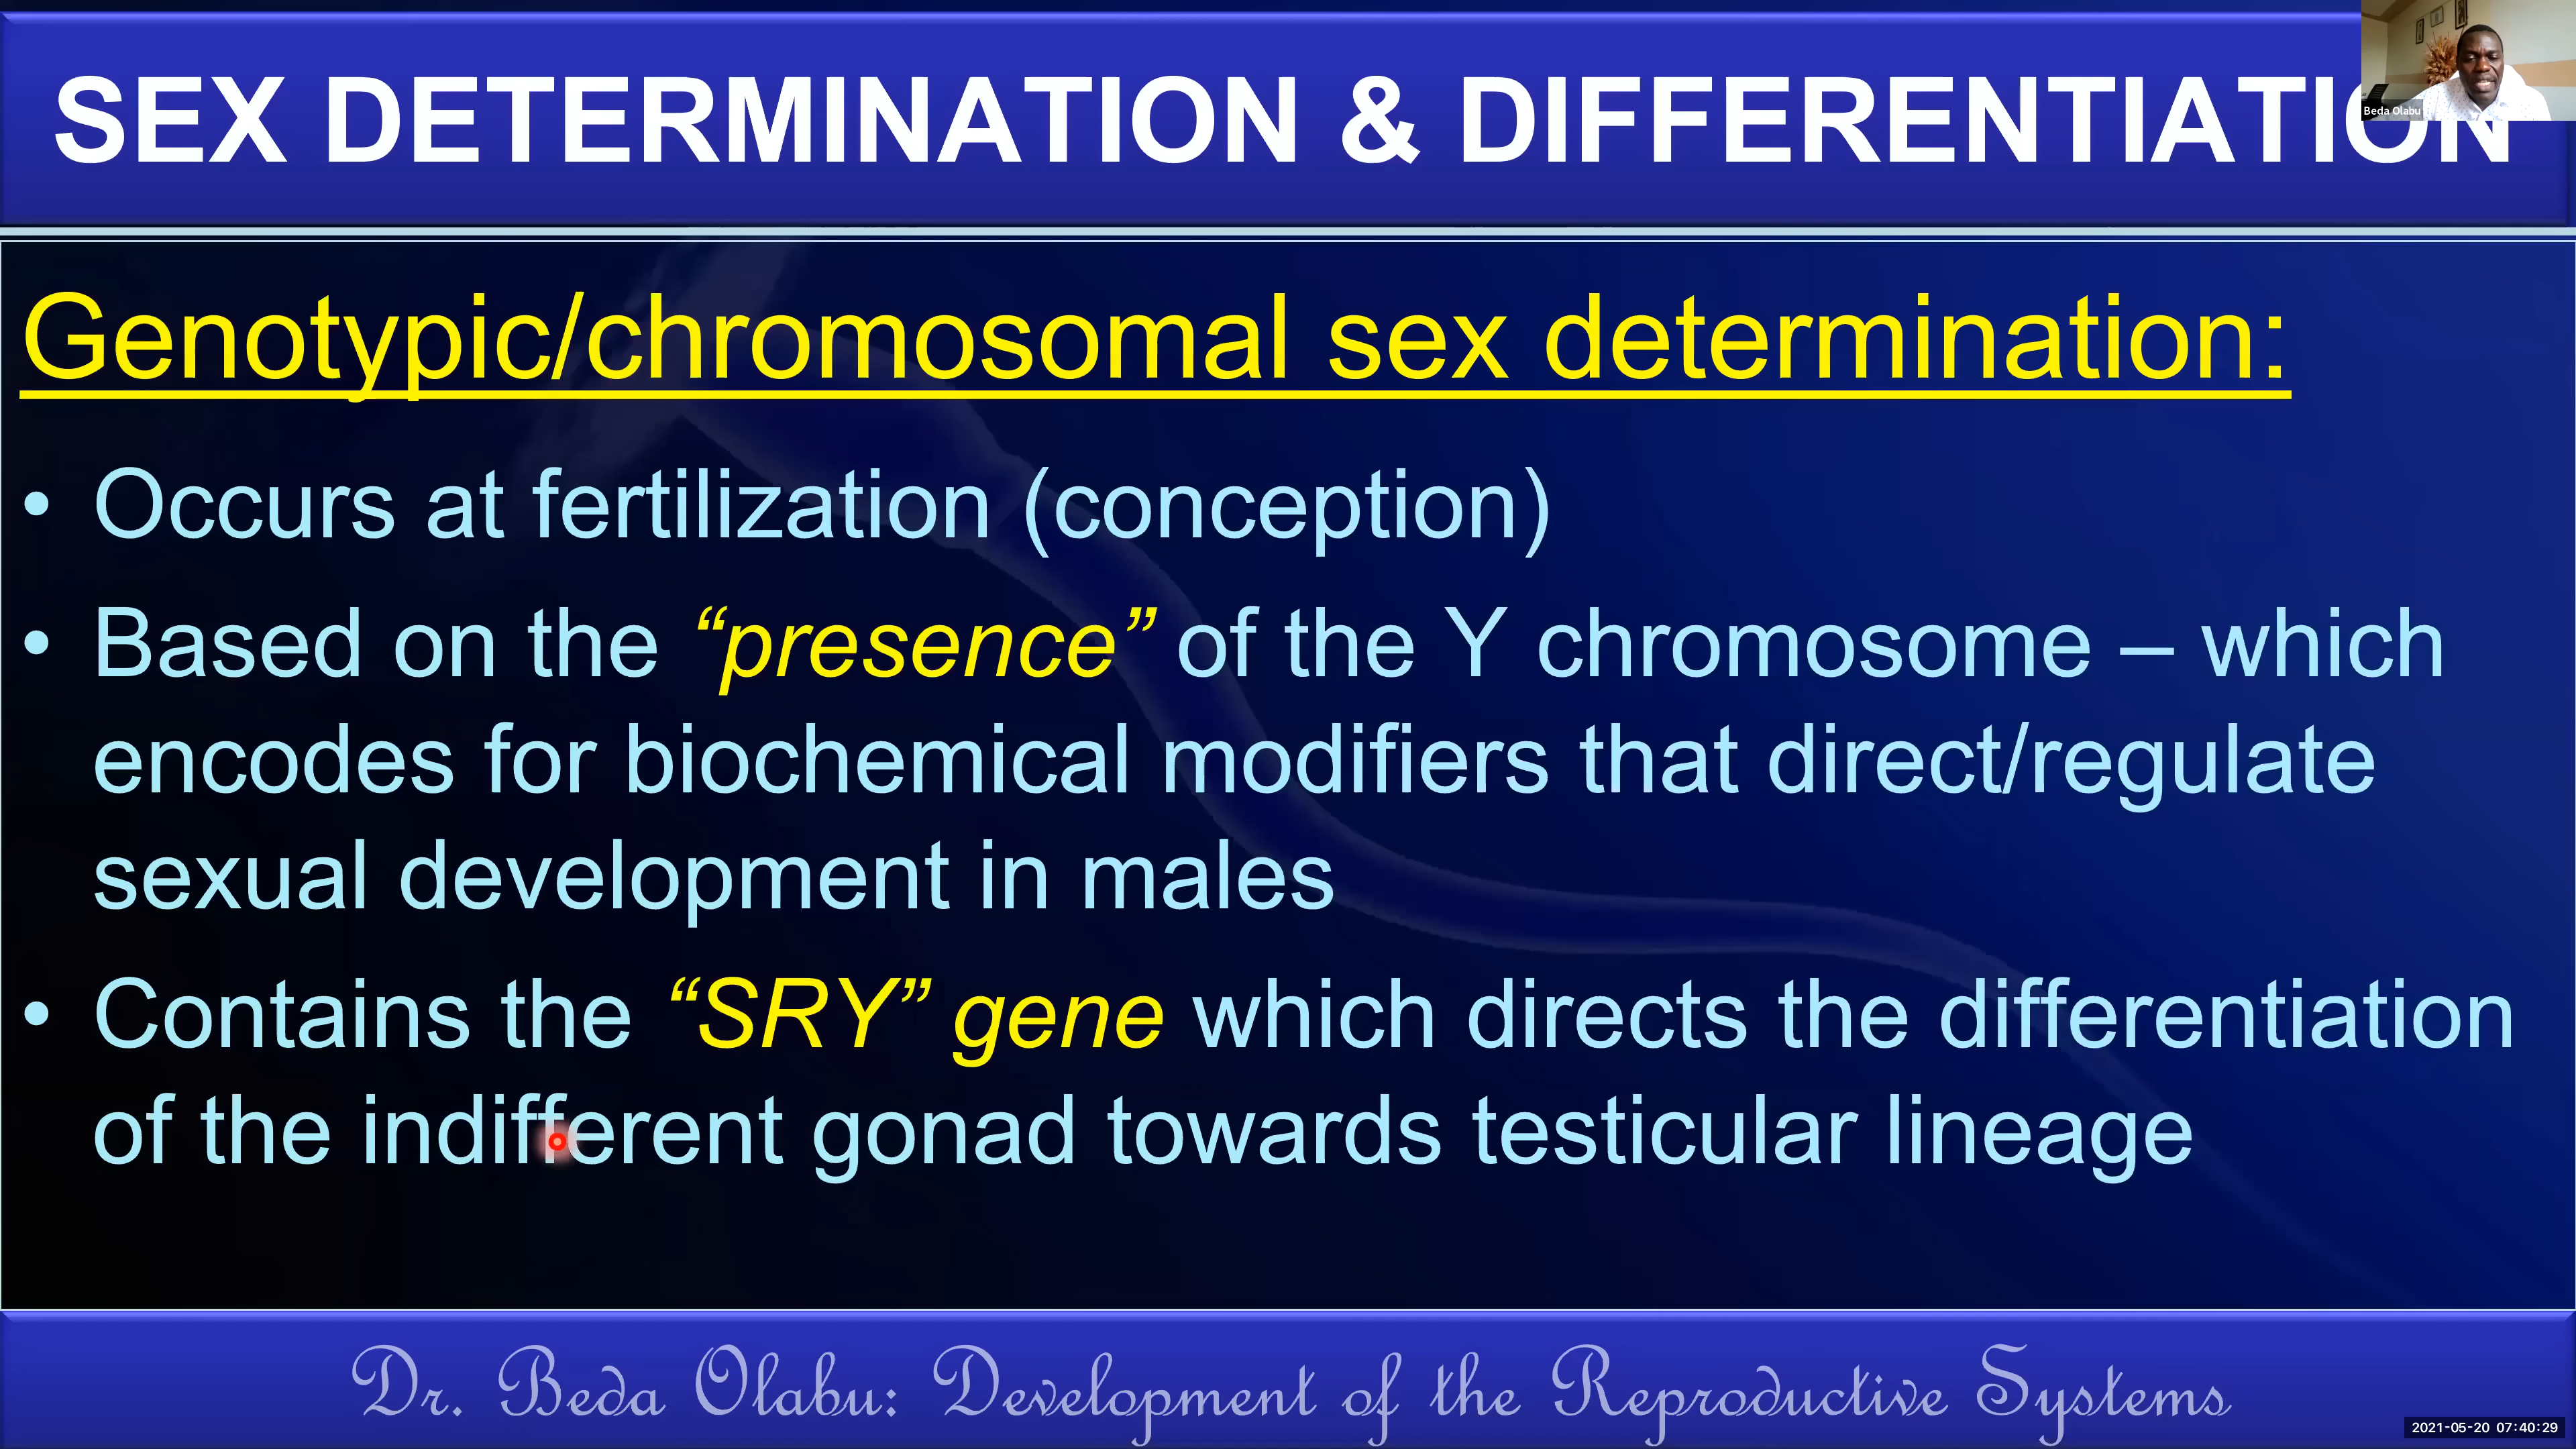 SEX DETERMINATION & DIFFERENTIATION
Beda Olabu
Genotypic/chromosomal sex determination:
• Occurs at fertilization (conception)
• Based on the “presence” of the Y chromosome – which
encodes for biochemical modifiers that direct/regulate
sexual development in males
• Contains the “SRY” gene which directs the differentiation
of the indifferent gonad towards testicular lineage
Dr. Beda Olabu: Development of the Reproductive Systems
2021-05-20 07:40:29